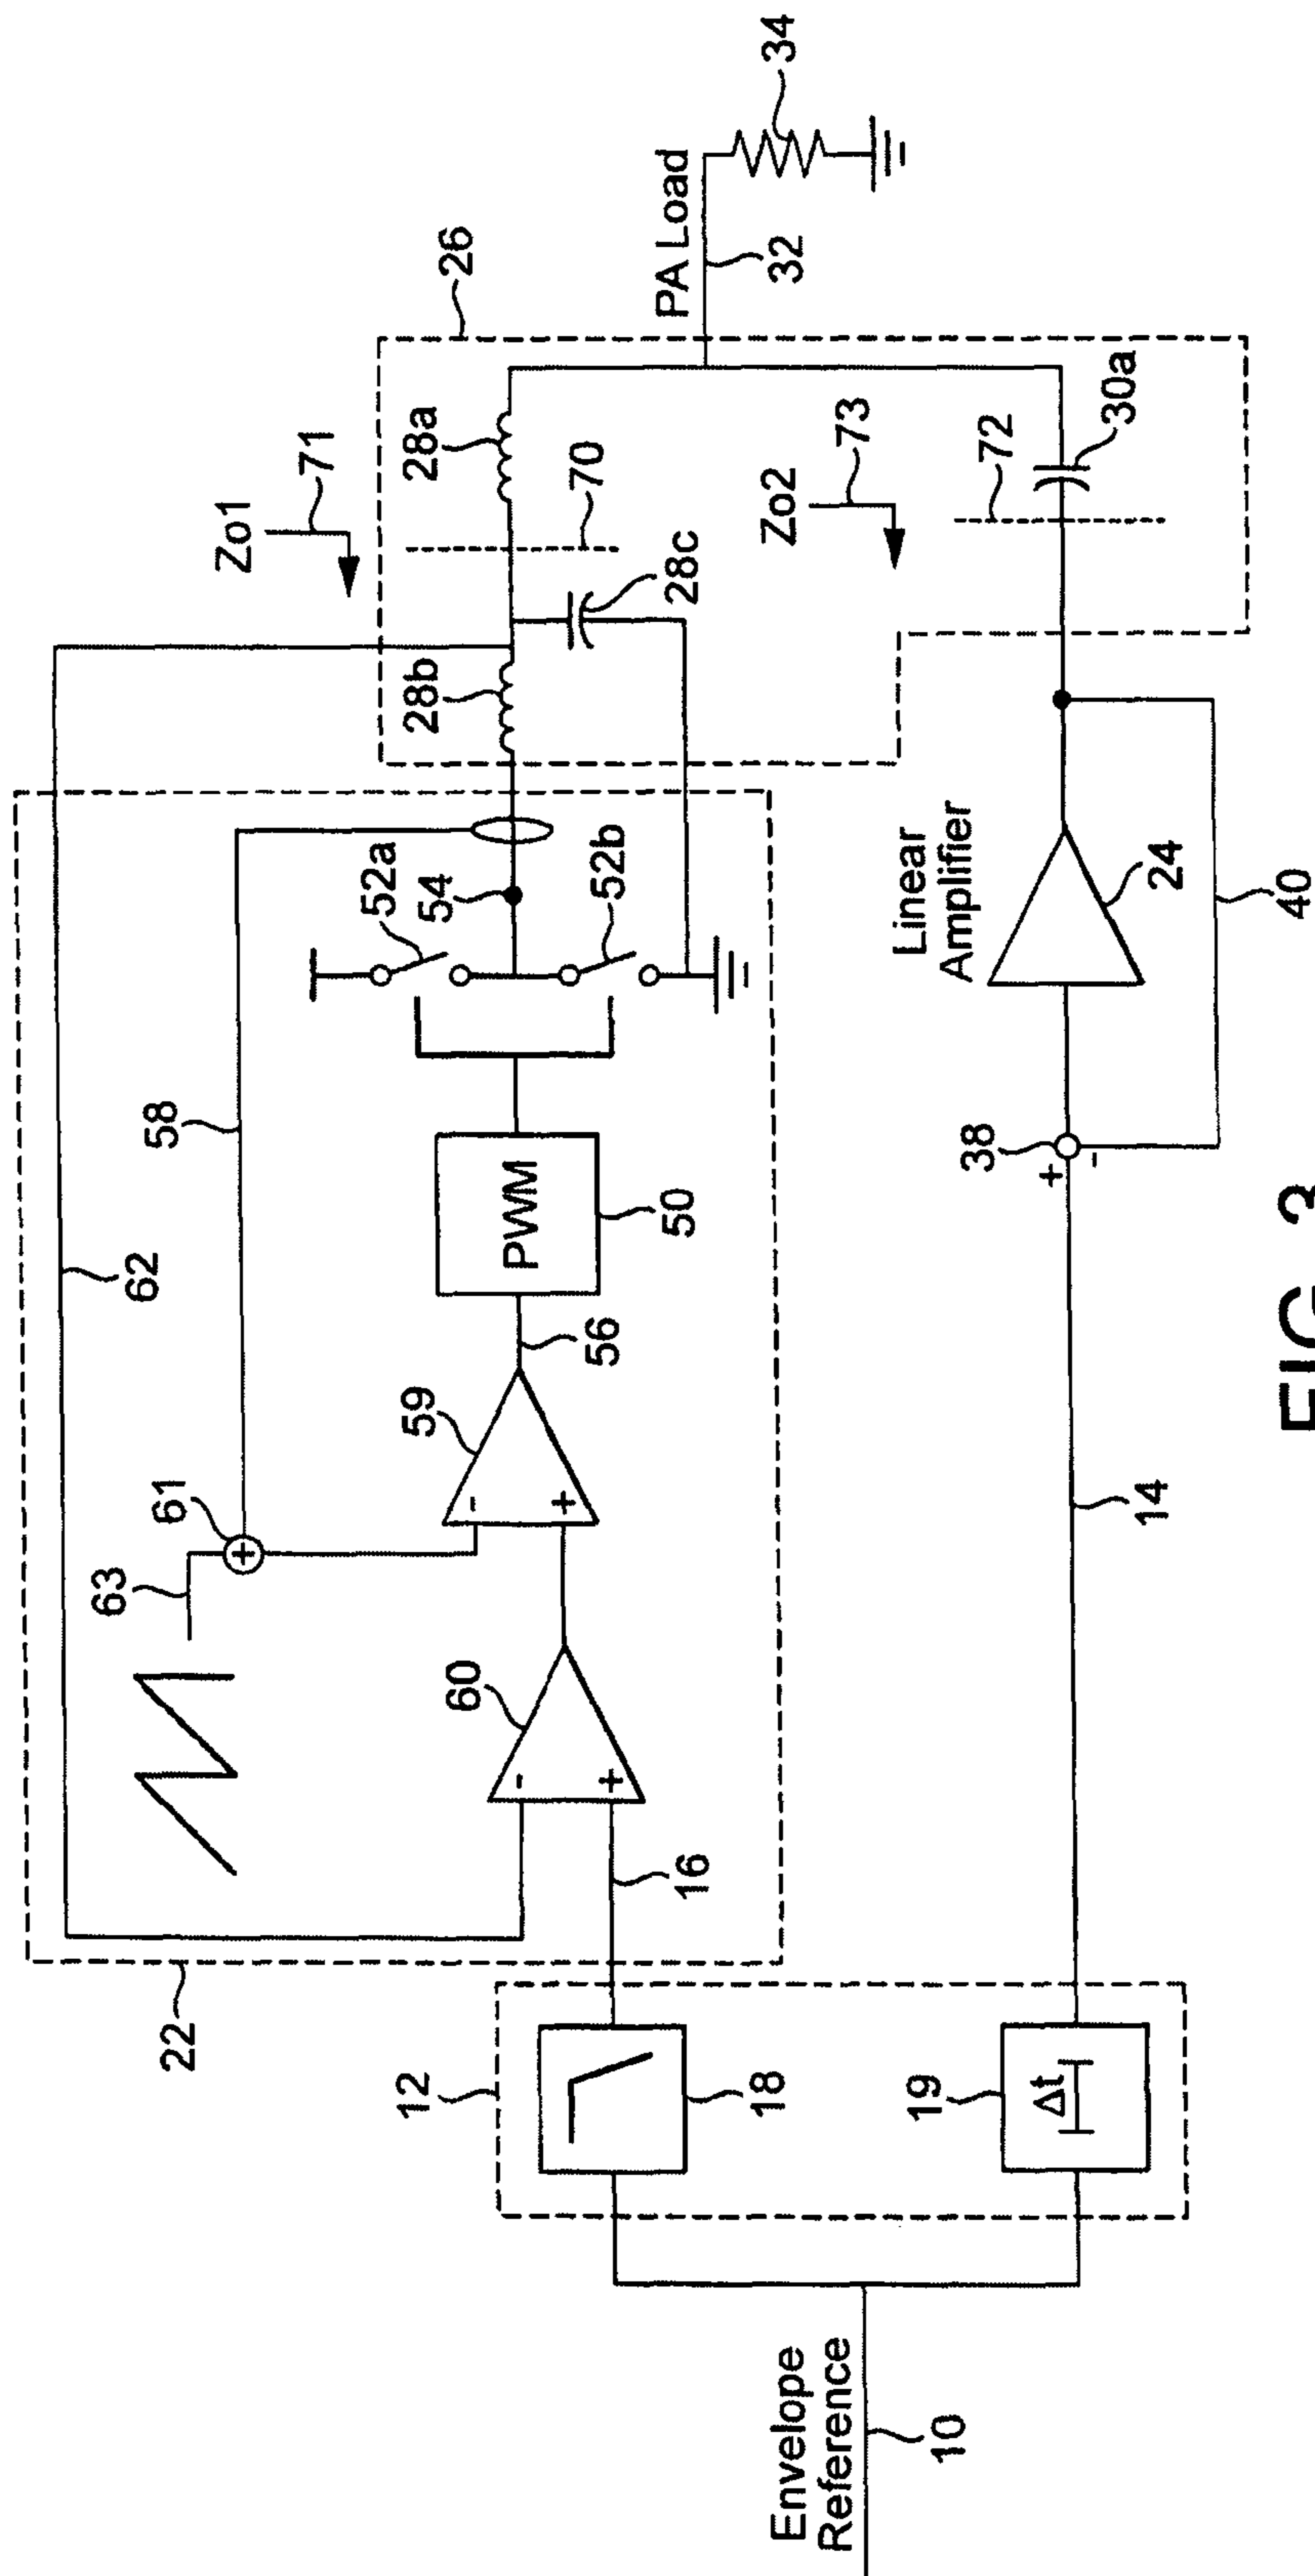 Envelope
Reference
10
12
18
19
Δt
22
16
14
60
-
+
63
61
+
59
-
+
56
62
58
PWM
50
52a
54
52b
38
+
-
Linear
Amplifier
24
40
28b
28c
28a
70
Zo1
71
26
Zo2
73
72
30a
PA Load
32
34
FIG. 3